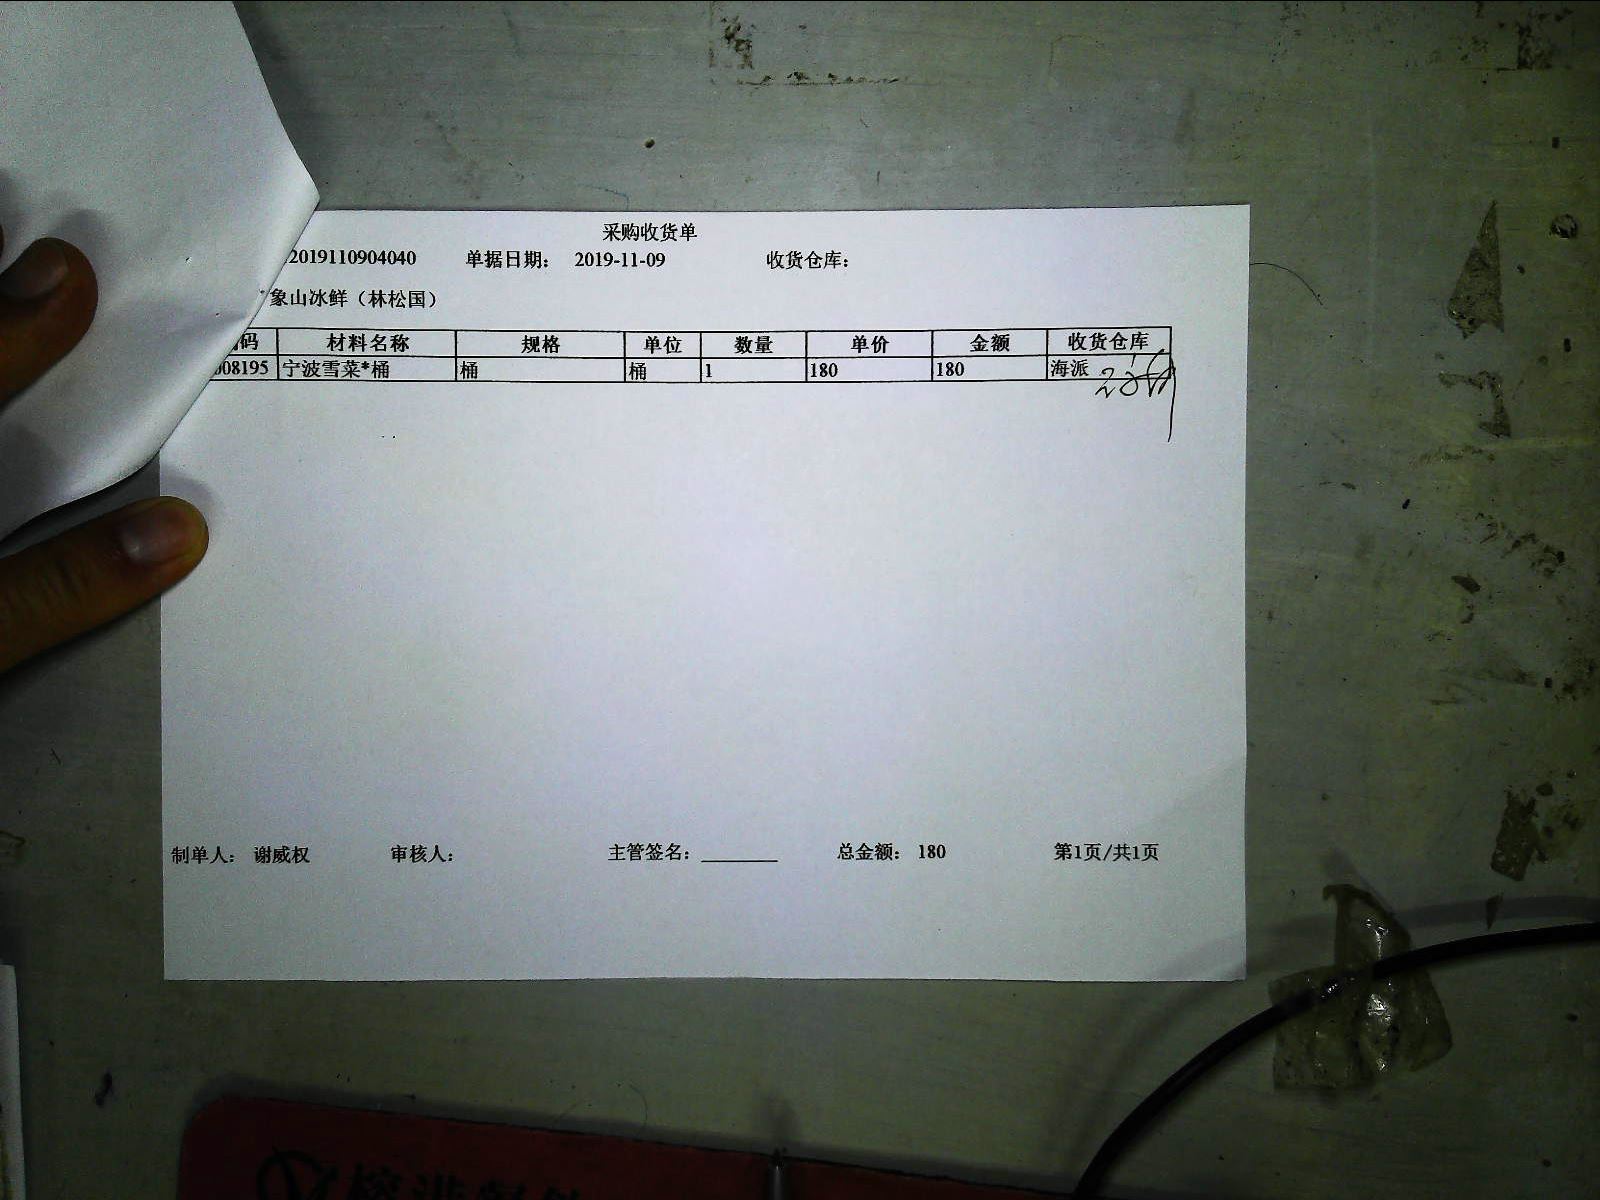 采购收货单
2019110904040 单据日期： 2019-11-09 收货仓库：
象山冰鲜（林松国）
码 材料名称 规格 单位 数量 单价 金额 收货仓库
008195 宁波雪菜*桶 桶 桶 1 180 180 海派
制单人： 谢威权 审核人： 主管签名： 总金额： 180 第1页/共1页